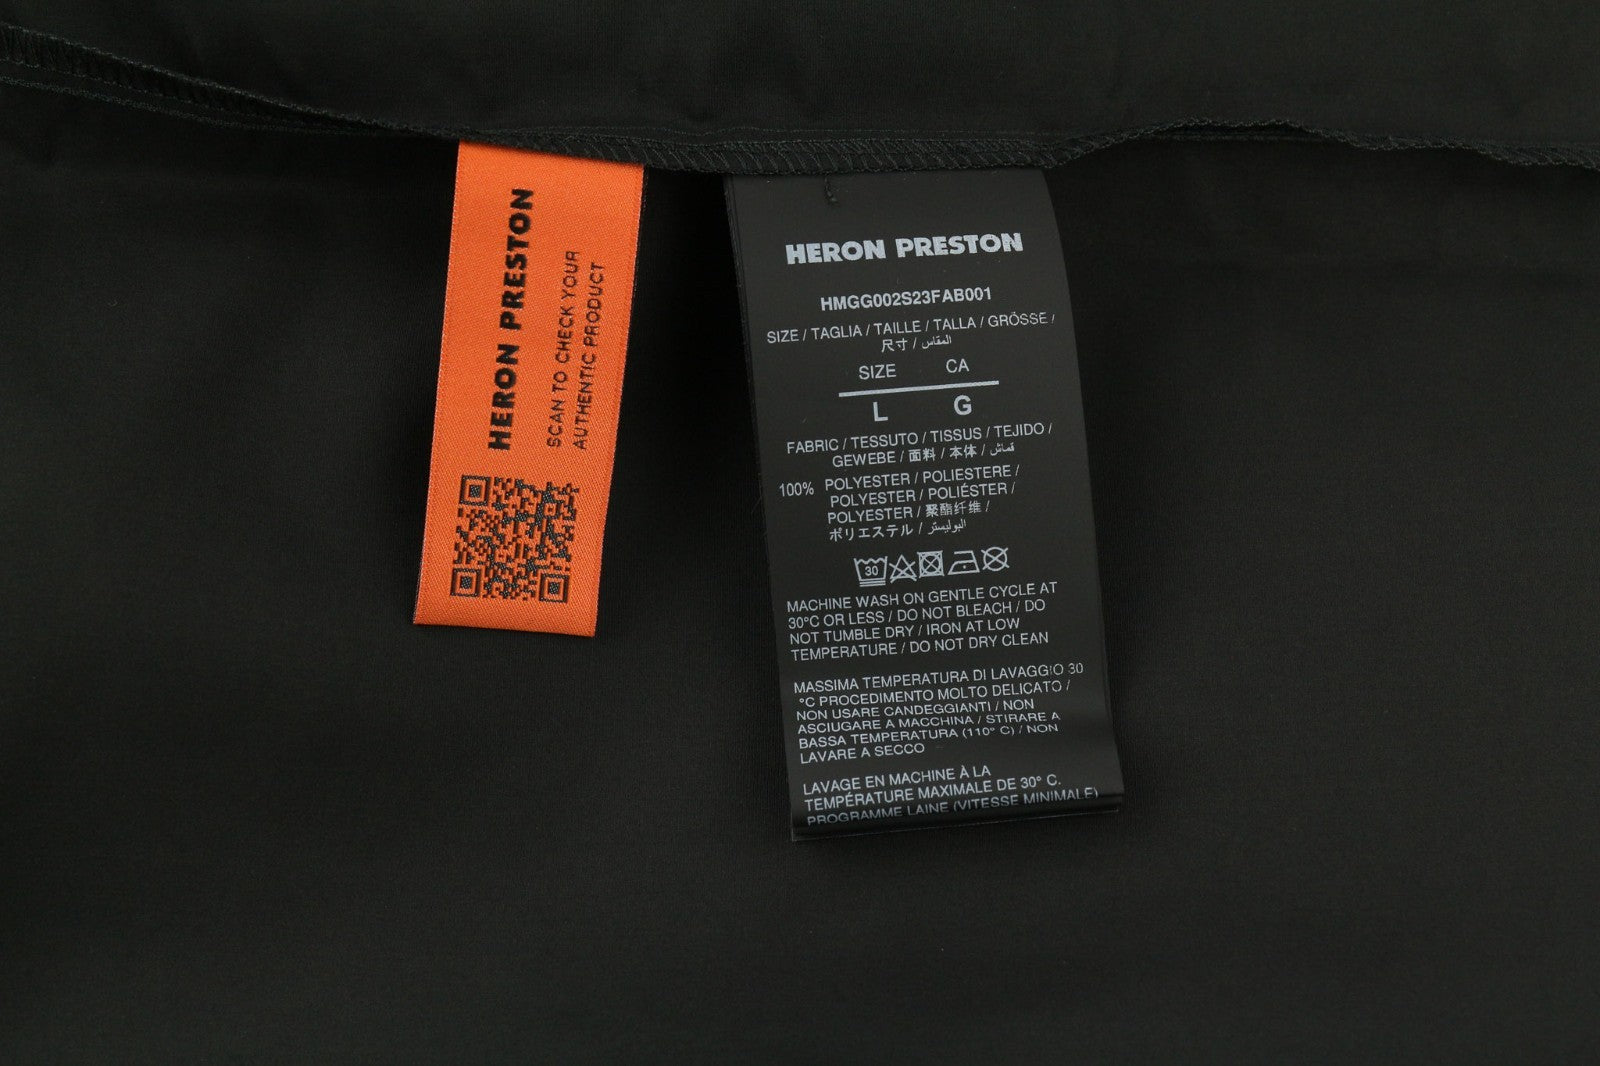 HERON PRESTON
SCAN TO CHECK YOUR
AUTHENTIC PRODUCT
HERON PRESTON
HMGG002S23FAB001
SIZE / TAGLIA / TAILLE / TALLA / GRÖSSE /
尺寸 / المقاس
SIZE CA
L G
FABRIC / TESSUTO / TISSUS / TEJIDO /
GEWEBE / 面料 / 本体 / قماش
100% POLYESTER / POLIESTERE /
POLYESTER / POLIÉSTER /
POLYESTER / 聚酯纤维 /
ポリエステル / البوليستر
30
MACHINE WASH ON GENTLE CYCLE AT
30°C OR LESS / DO NOT BLEACH / DO
NOT TUMBLE DRY / IRON AT LOW
TEMPERATURE / DO NOT DRY CLEAN
MASSIMA TEMPERATURA DI LAVAGGIO 30
°C PROCEDIMENTO MOLTO DELICATO /
NON USARE CANDEGGIANTI / NON
ASCIUGARE A MACCHINA / STIRARE A
BASSA TEMPERATURA (110° C) / NON
LAVARE A SECCO
LAVAGE EN MACHINE À LA
TEMPÉRATURE MAXIMALE DE 30° C.
PROGRAMME LAINE (VITESSE MINIMALE)